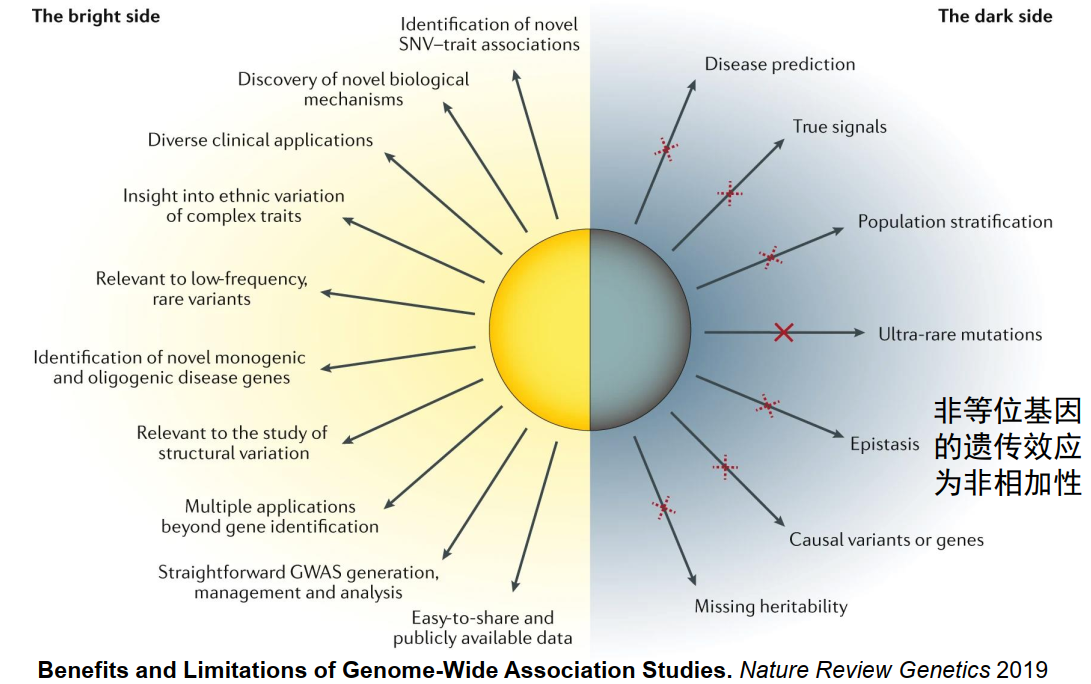 The bright side
The dark side
Identification of novel
SNV–trait associations
Discovery of novel biological
mechanisms
Diverse clinical applications
Insight into ethnic variation
of complex traits
Relevant to low-frequency,
rare variants
Identification of novel monogenic
and oligogenic disease genes
Relevant to the study of
structural variation
Multiple applications
beyond gene identification
Straightforward GWAS generation,
management and analysis
Easy-to-share and
publicly available data
Disease prediction
True signals
Population stratification
Ultra-rare mutations
Epistasis
非等位基因
的遗传效应
为非相加性
Causal variants or genes
Missing heritability
Benefits and Limitations of Genome-Wide Association Studies. Nature Review Genetics 2019